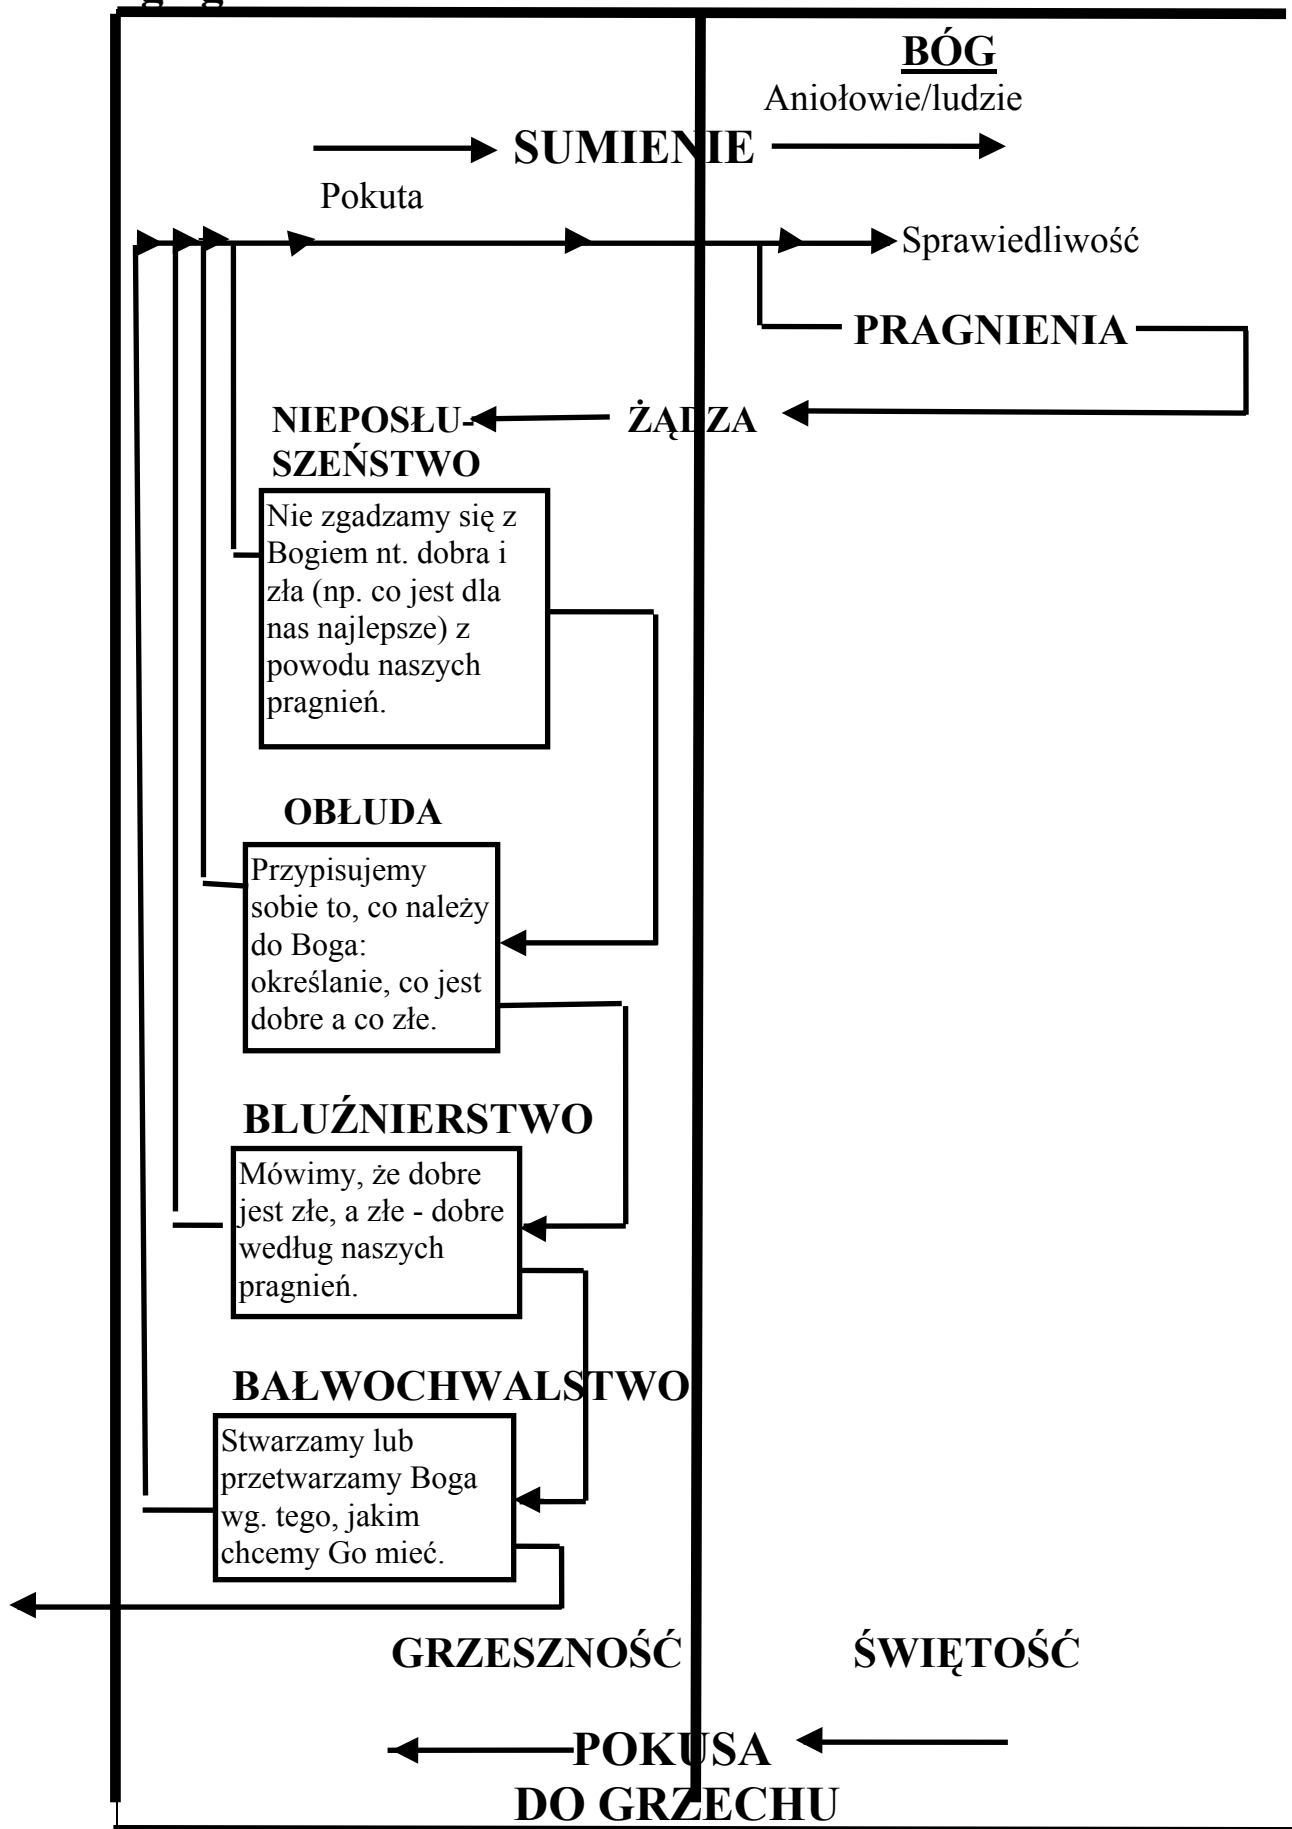 BÓG
Aniołowie/ludzie
SUMIENIE
Pokuta
Sprawiedliwość
PRAGNIENIA
NIEPOSŁU-
SZEŃSTWO
ŻĄDZA
Nie zgadzamy się z
Bogiem nt. dobra i
zła (np. co jest dla
nas najlepsze) z
powodu naszych
pragnień.
OBŁUDA
Przypisujemy
sobie to, co należy
do Boga:
określanie, co jest
dobre a co złe.
BLUŹNIERSTWO
Mówimy, że dobre
jest złe, a złe - dobre
według naszych
pragnień.
BAŁWOCHWALSTWO
Stwarzamy lub
przetwarzamy Boga
wg. tego, jakim
chcemy Go mieć.
GRZESZNOŚĆ
ŚWIĘTOŚĆ
POKUSA
DO GRZECHU